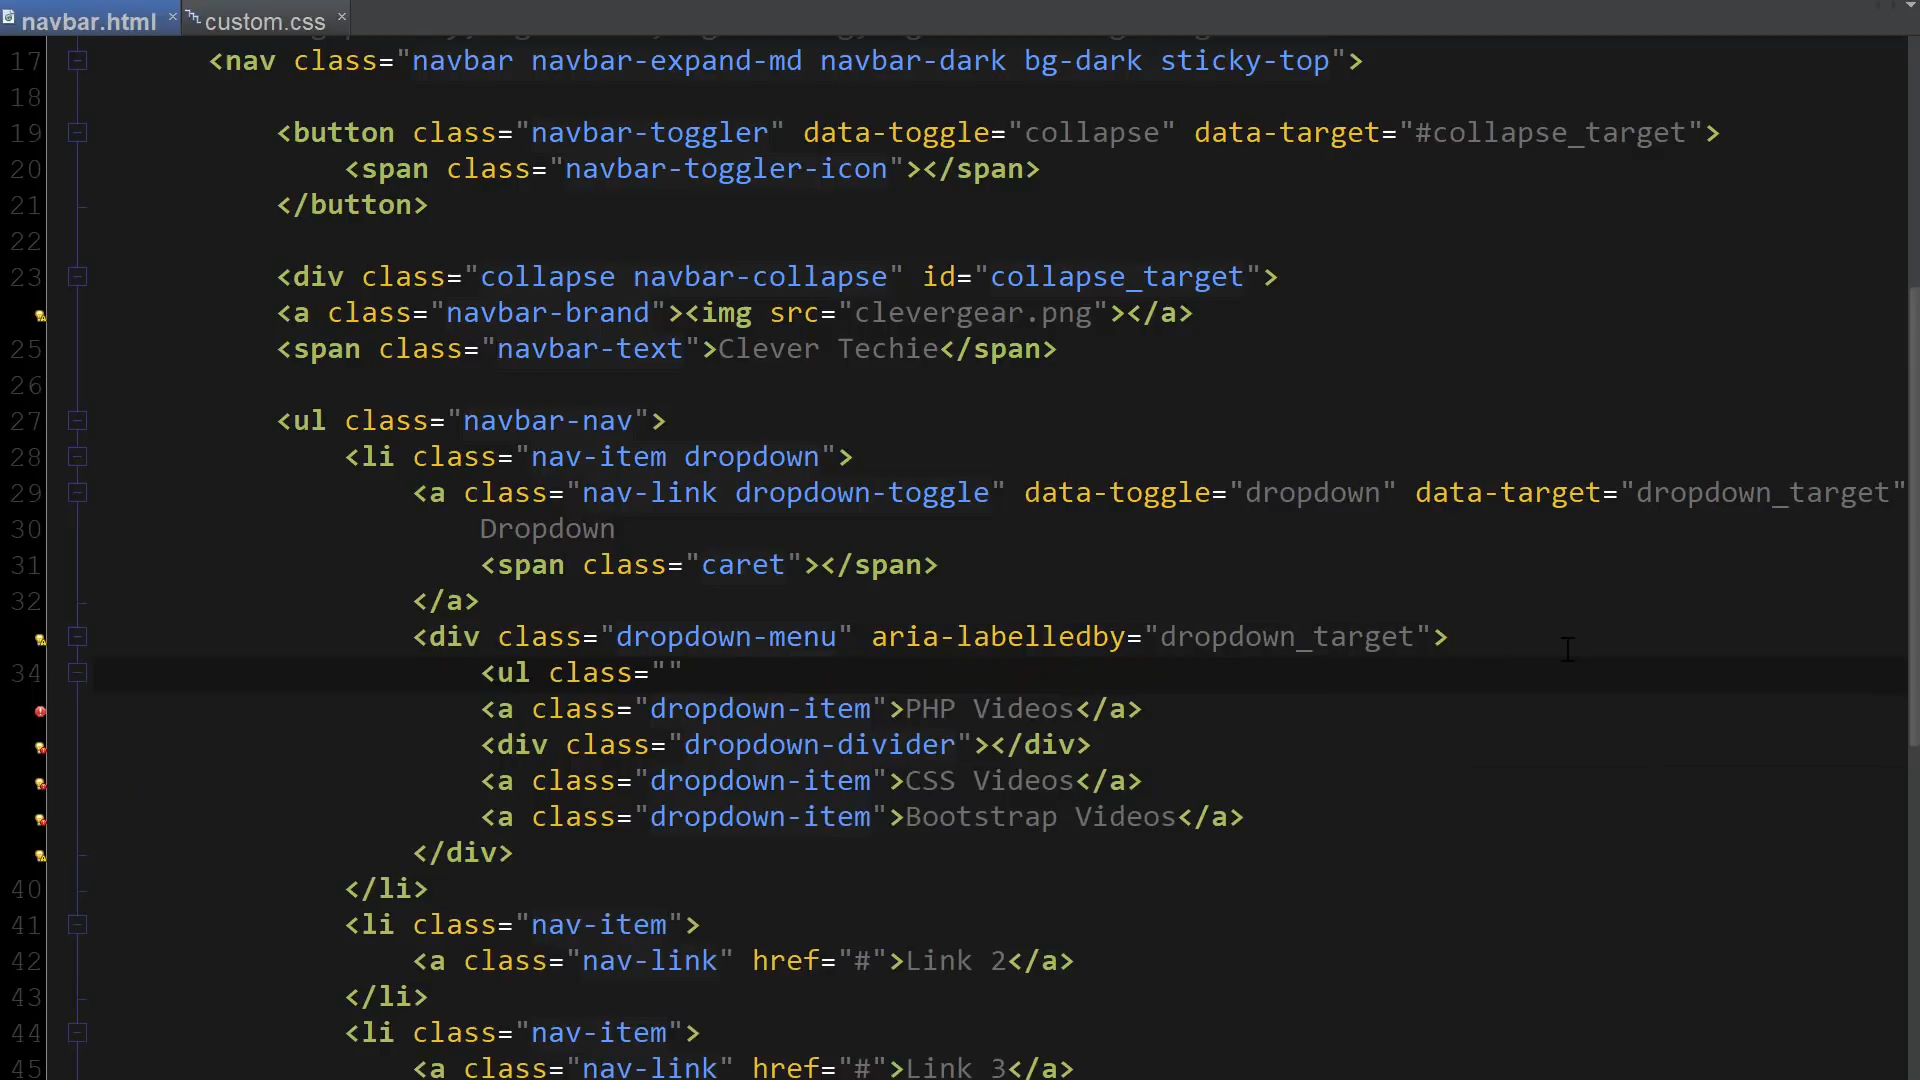 navbar.html × custom.css ×
17 <nav class="navbar navbar-expand-md navbar-dark bg-dark sticky-top">
18
19 <button class="navbar-toggler" data-toggle="collapse" data-target="#collapse_target">
20 <span class="navbar-toggler-icon"></span>
21 </button>
22
23 <div class="collapse navbar-collapse" id="collapse_target">
<a class="navbar-brand"><img src="clevergear.png"></a>
25 <span class="navbar-text">Clever Techie</span>
26
27 <ul class="navbar-nav">
28 <li class="nav-item dropdown">
29 <a class="nav-link dropdown-toggle" data-toggle="dropdown" data-target="dropdown_target"
30 Dropdown
31 <span class="caret"></span>
32 </a>
<div class="dropdown-menu" aria-labelledby="dropdown_target">
34 <ul class=""
<a class="dropdown-item">PHP Videos</a>
<div class="dropdown-divider"></div>
<a class="dropdown-item">CSS Videos</a>
<a class="dropdown-item">Bootstrap Videos</a>
</div>
40 </li>
41 <li class="nav-item">
42 <a class="nav-link" href="#">Link 2</a>
43 </li>
44 <li class="nav-item">
45 <a class="nav-link" href="#">Link 3</a>